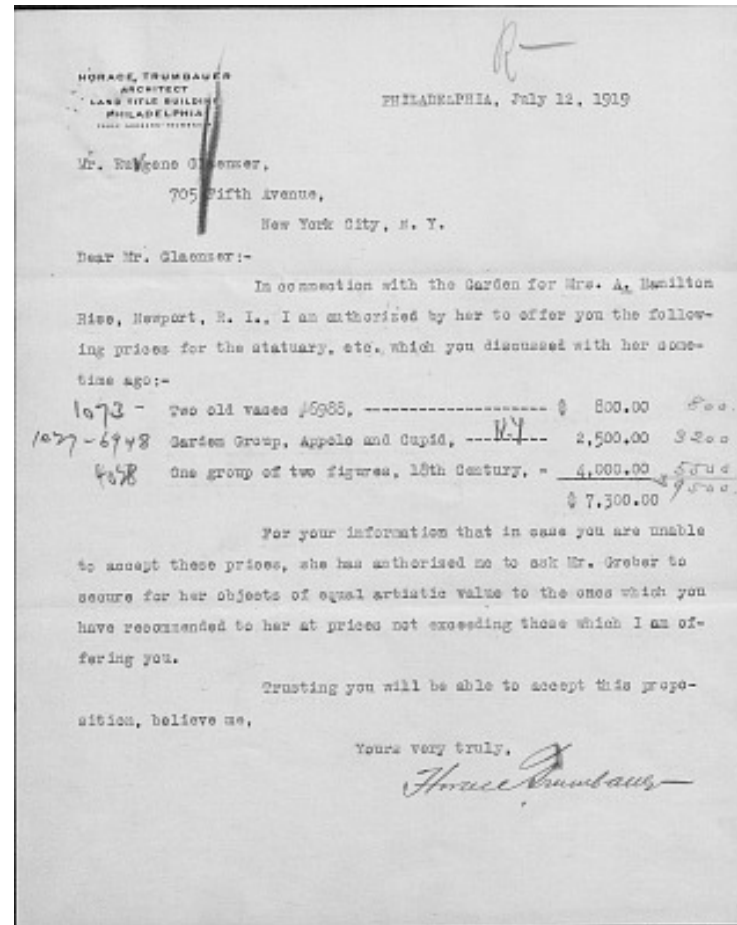 R—
HORACE TRUMBAUER
ARCHITECT
LAND TITLE BUILDING
PHILADELPHIA
PHILADELPHIA, July 12, 1919
Mr. Eugene Glaenzer,
705 Fifth Avenue,
New York City, N. Y.
Dear Mr. Glaenzer:-
In connection with the Garden for Mrs. A. Hamilton
Rise, Newport, R. I., I am authorized by her to offer you the follow-
ing prices for the statuary, etc. which you discussed with her some-
time ago:-
1073 - Two old vases #6988, -------------------- $ 800.00 800.
1027-6948 Garden Group, Appolo and Cupid, ---N.Y--- 2,500.00 3200
4058 One group of two figures, 18th Century, - 4,000.00 5500
$ 7,300.00 9500.
For your information that in case you are unable
to accept these prices, she has authorized me to ask Mr. Greber to
secure for her objects of equal artistic value to the ones which you
have recommended to her at prices not exceeding those which I am of-
fering you.
Trusting you will be able to accept this propo-
sition, believe me,
Yours very truly,
Horace Trumbauer